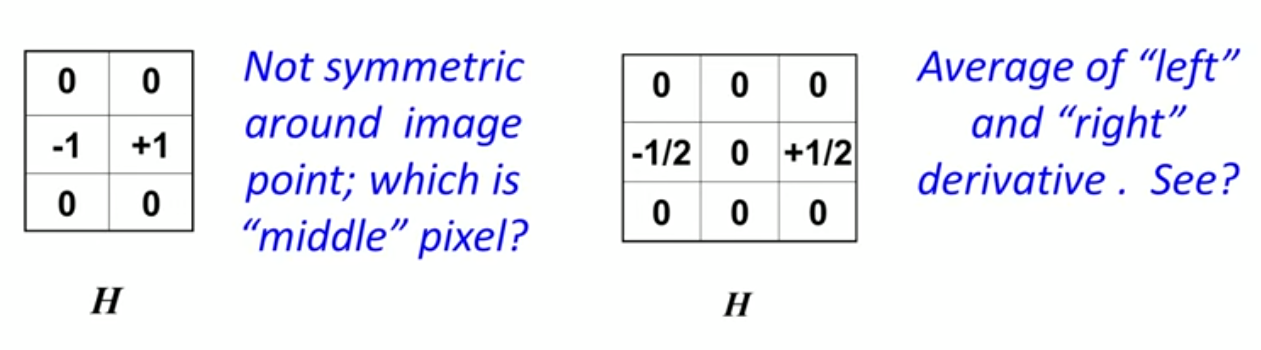 0 0
-1 +1
0 0
H
Not symmetric
around image
point; which is
“middle” pixel?
0 0 0
-1/2 0 +1/2
0 0 0
H
Average of “left”
and “right”
derivative . See?